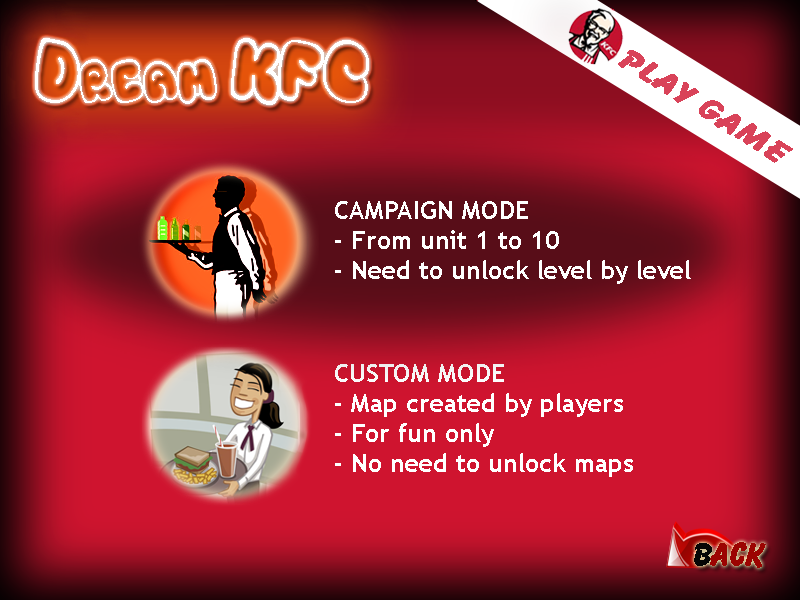 Dream KFC
KFC
PLAY GAME
CAMPAIGN MODE
- From unit 1 to 10
- Need to unlock level by level
CUSTOM MODE
- Map created by players
- For fun only
- No need to unlock maps
BACK